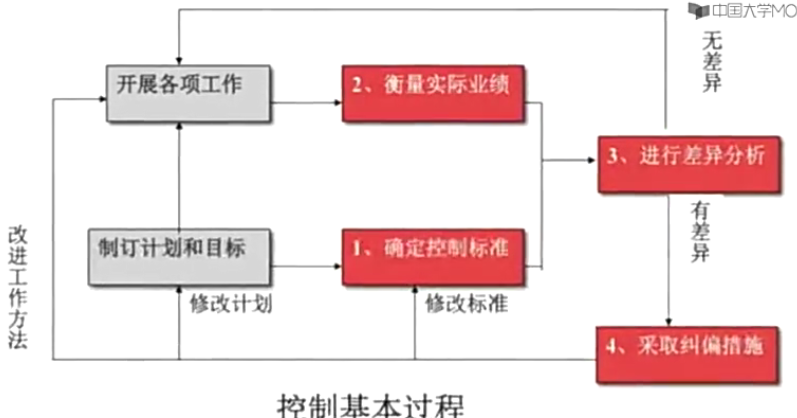 中国大学MO
无差异
开展各项工作
2、衡量实际业绩
3、进行差异分析
有差异
改进工作方法
制订计划和目标
1、确定控制标准
修改计划
修改标准
4、采取纠偏措施
控制基本过程